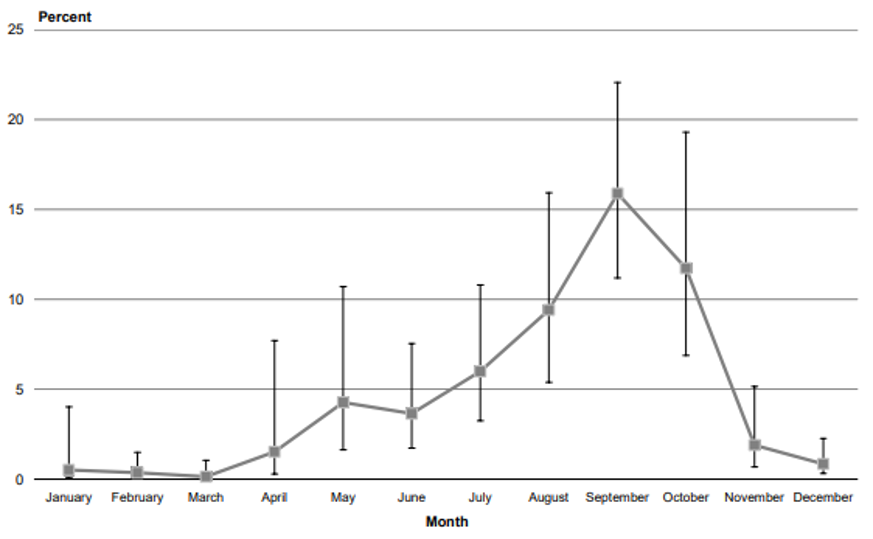 Percent
25
20
15
10
5
0
January February March April May June July August September October November December
Month